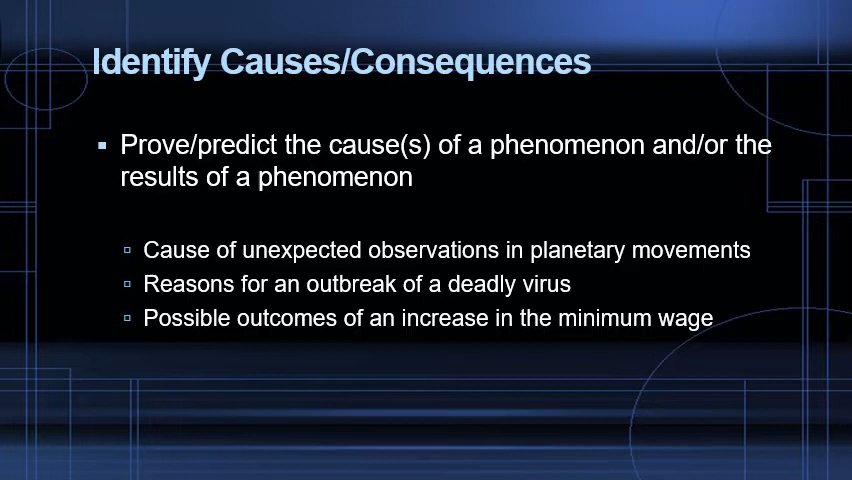 Identify Causes/Consequences
Prove/predict the cause(s) of a phenomenon and/or the
results of a phenomenon
Cause of unexpected observations in planetary movements
Reasons for an outbreak of a deadly virus
Possible outcomes of an increase in the minimum wage